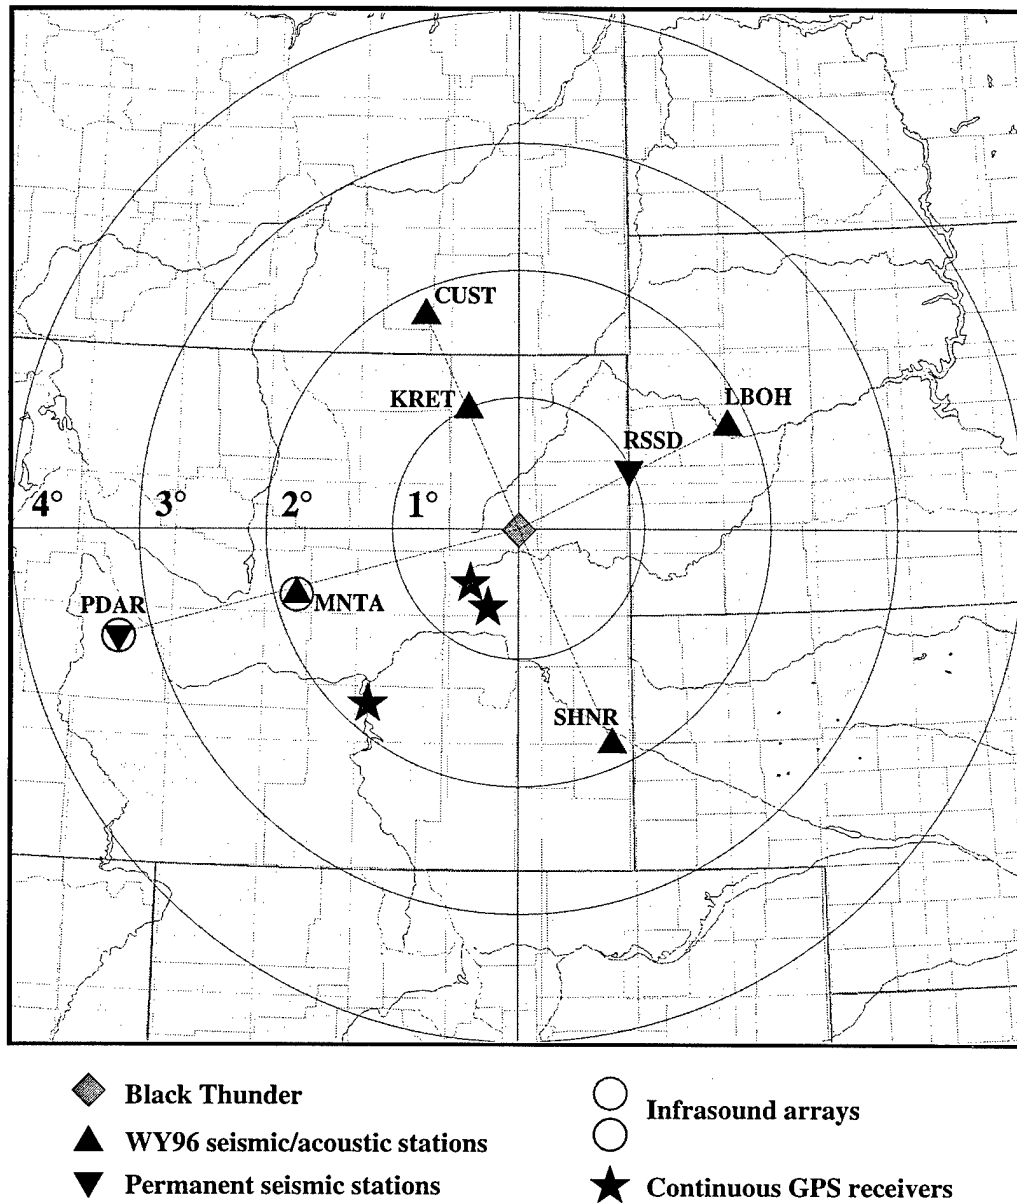 CUST
KRET
LBOH
RSSD
4°
3°
2°
1°
PDAR
MNTA
SHNR
Black Thunder
WY96 seismic/acoustic stations
Permanent seismic stations
Infrasound arrays
Continuous GPS receivers